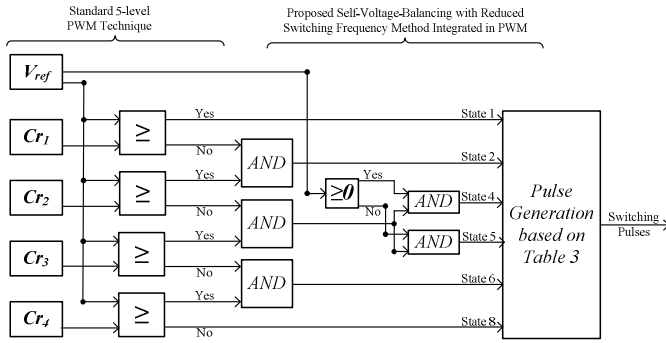 Standard 5-level
PWM Technique
Proposed Self-Voltage-Balancing with Reduced
Switching Frequency Method Integrated in PWM
Vref
Cr1
Cr2
Cr3
Cr4
≥
≥
≥
≥
Yes
No
Yes
No
Yes
No
Yes
No
AND
AND
AND
≥0
Yes
No
AND
AND
State 1
State 2
State 4
State 5
State 6
State 8
Pulse
Generation
based on
Table 3
Switching
Pulses